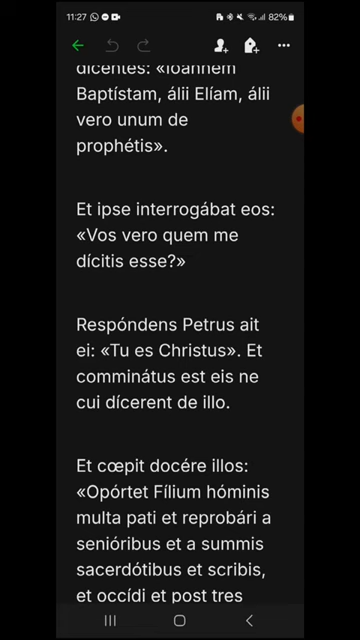 11:27
82%
dicentes: «Ioánnem
Baptístam, álii Elíam, álii
vero unum de
prophétis».
Et ipse interrogábat eos:
«Vos vero quem me
dícitis esse?»
Respóndens Petrus ait
ei: «Tu es Christus». Et
comminátus est eis ne
cui dícerent de illo.
Et cœpit docére illos:
«Opórtet Fílium hóminis
multa pati et reprobári a
senióribus et a summis
sacerdótibus et scribis,
et occídi et post tres